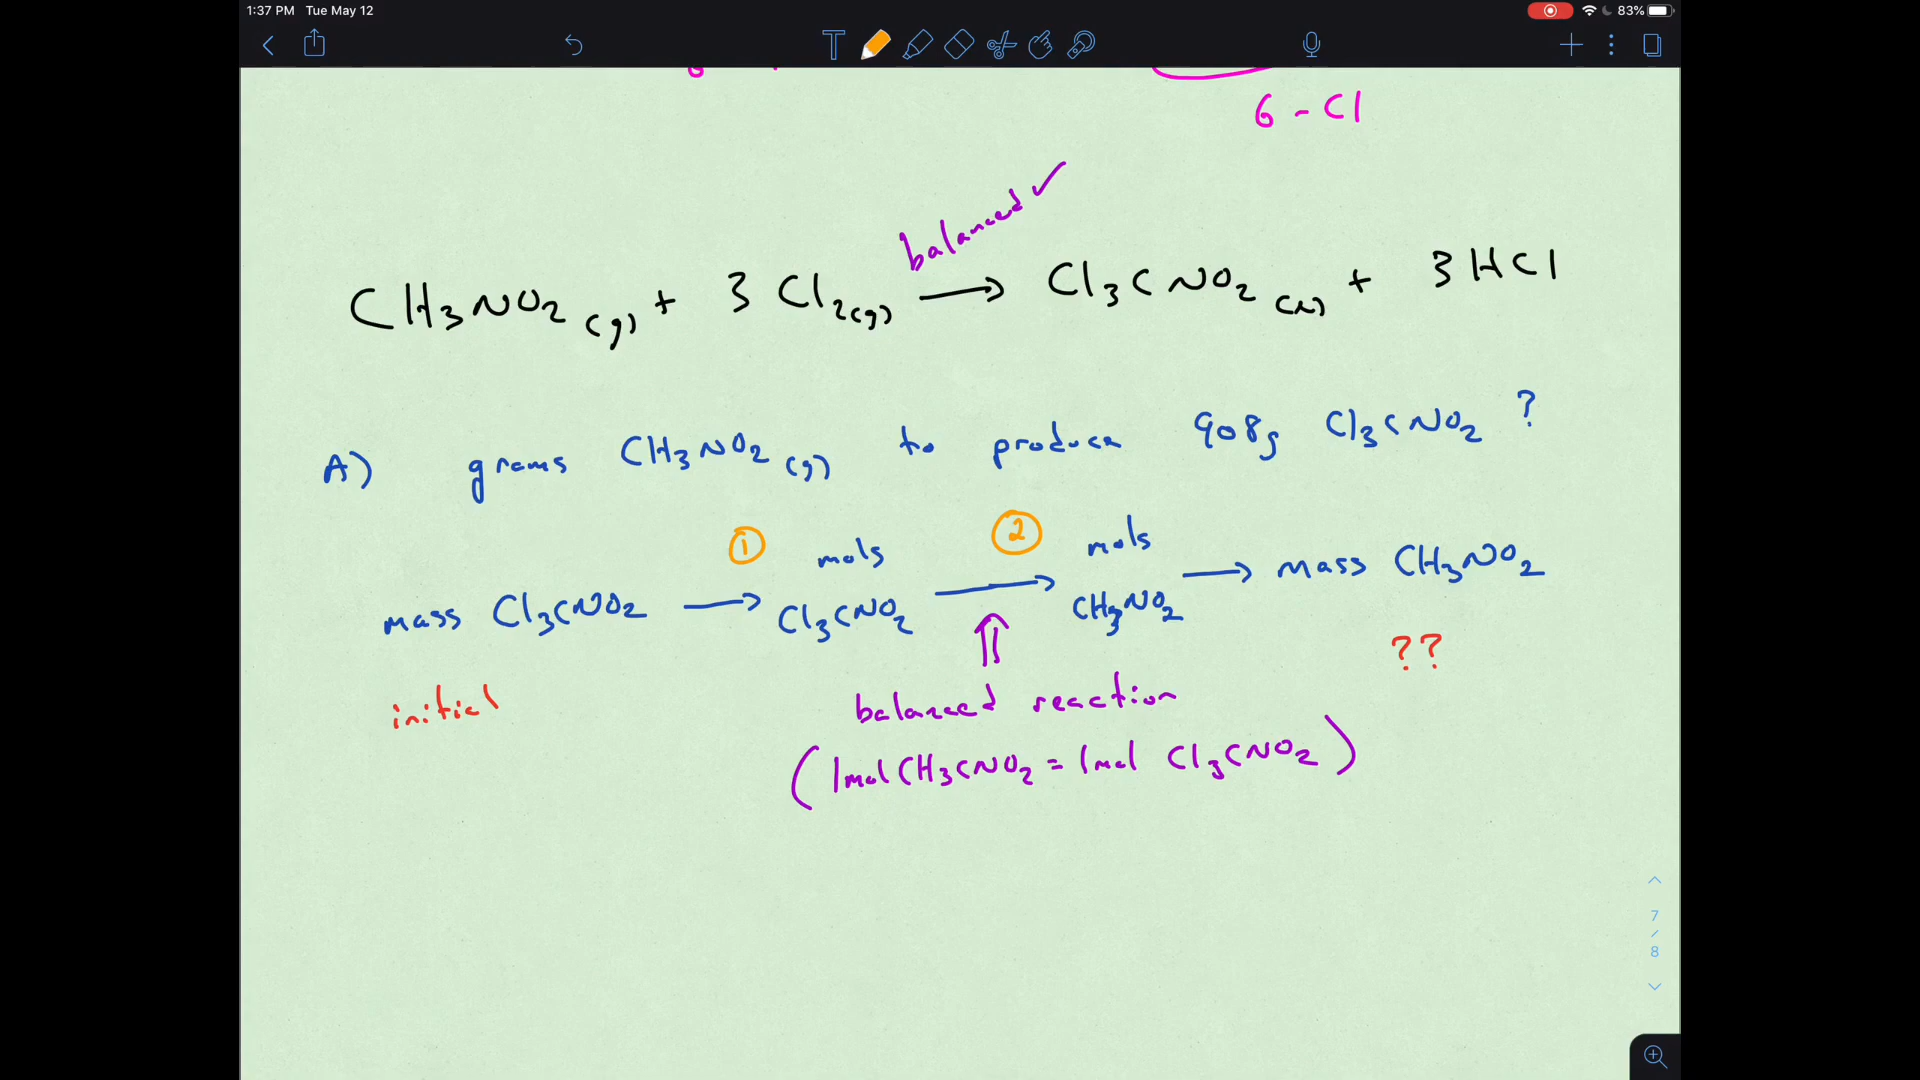 1:37 PM Tue May 12
83%
6 - Cl
balanced ✓
CH₃NO₂ (g) + 3 Cl₂(g) → Cl₃CNO₂ (g) + 3HCl
A) grams CH₃NO₂ (g) to produce 908g Cl₃CNO₂ ?
① ②
mols mols
mass Cl₃CNO₂ → Cl₃CNO₂ → CH₃NO₂ → mass CH₃NO₂
??
initial
balanced reaction
(1mol CH₃CNO₂ = 1mol Cl₃CNO₂)
7
/
8